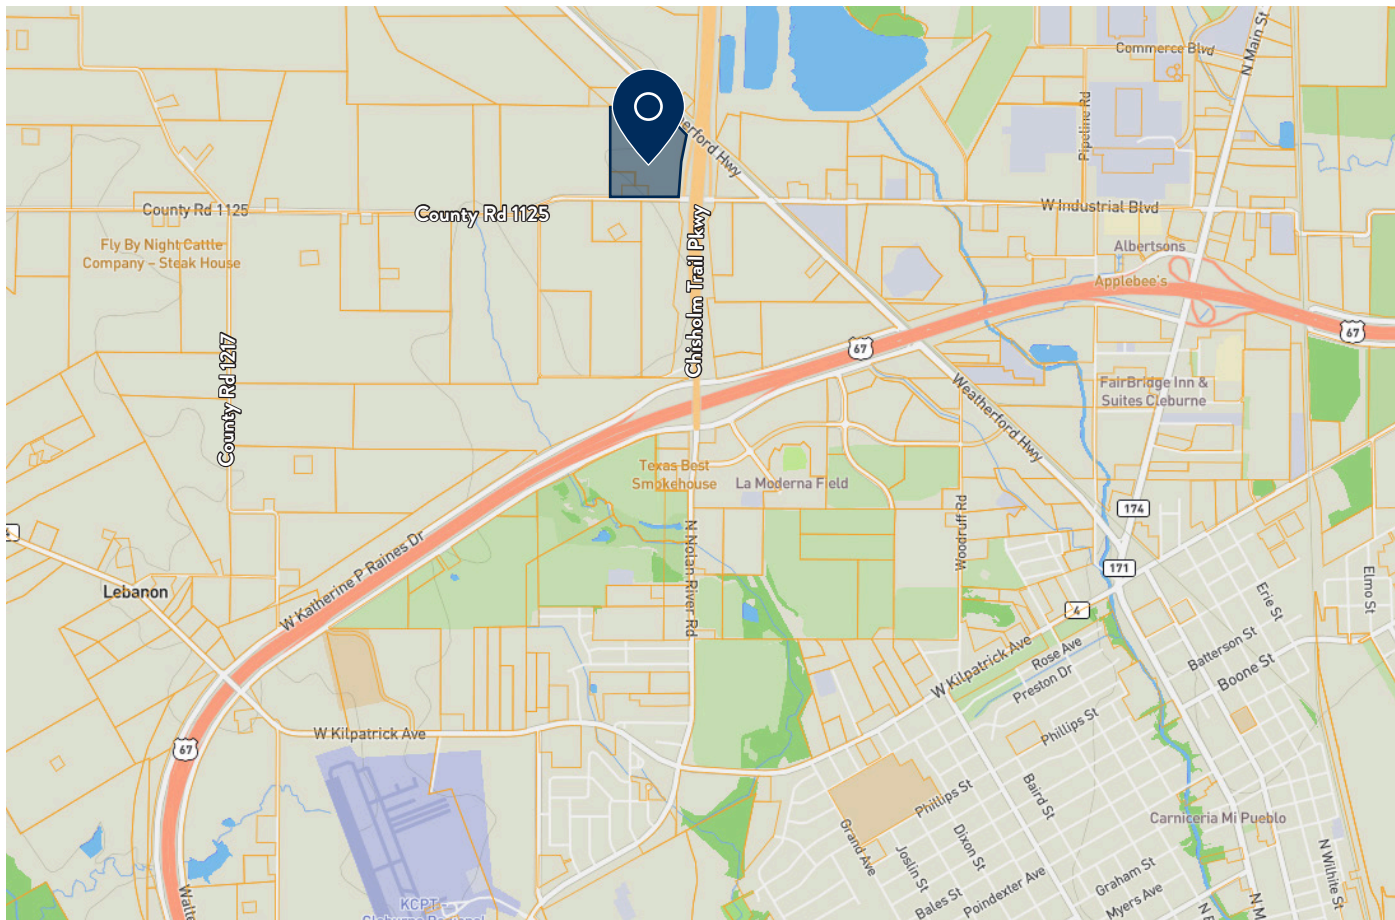 Commerce Blvd
N Main St
Pipeline Rd
erford Hwy
County Rd 1125
County Rd 1125
W Industrial Blvd
Fly By Night Cattle
Company – Steak House
Albertsons
Applebee's
Chisholm Trail Pkwy
67
67
County Rd 1217
Weatherford Hwy
FairBridge Inn &
Suites Cleburne
Texas Best
Smokehouse
La Moderna Field
174
Woodruff Rd
N Nolan River Rd
W Katherine P Raines Dr
171
Lebanon
4
Erie St
Elmo St
Batterson St
Boone St
W Kilpatrick Ave
Rose Ave
Preston Dr
Phillips St
W Kilpatrick Ave
67
Phillips St
Baird St
Grand Ave
Joslin St
Dixon St
Carniceria Mi Pueblo
N Wilhite St
Graham St
Poindexter Ave
Myers Ave
Bales St
KCPT –
Cleburne Regional
Walte
N
N M